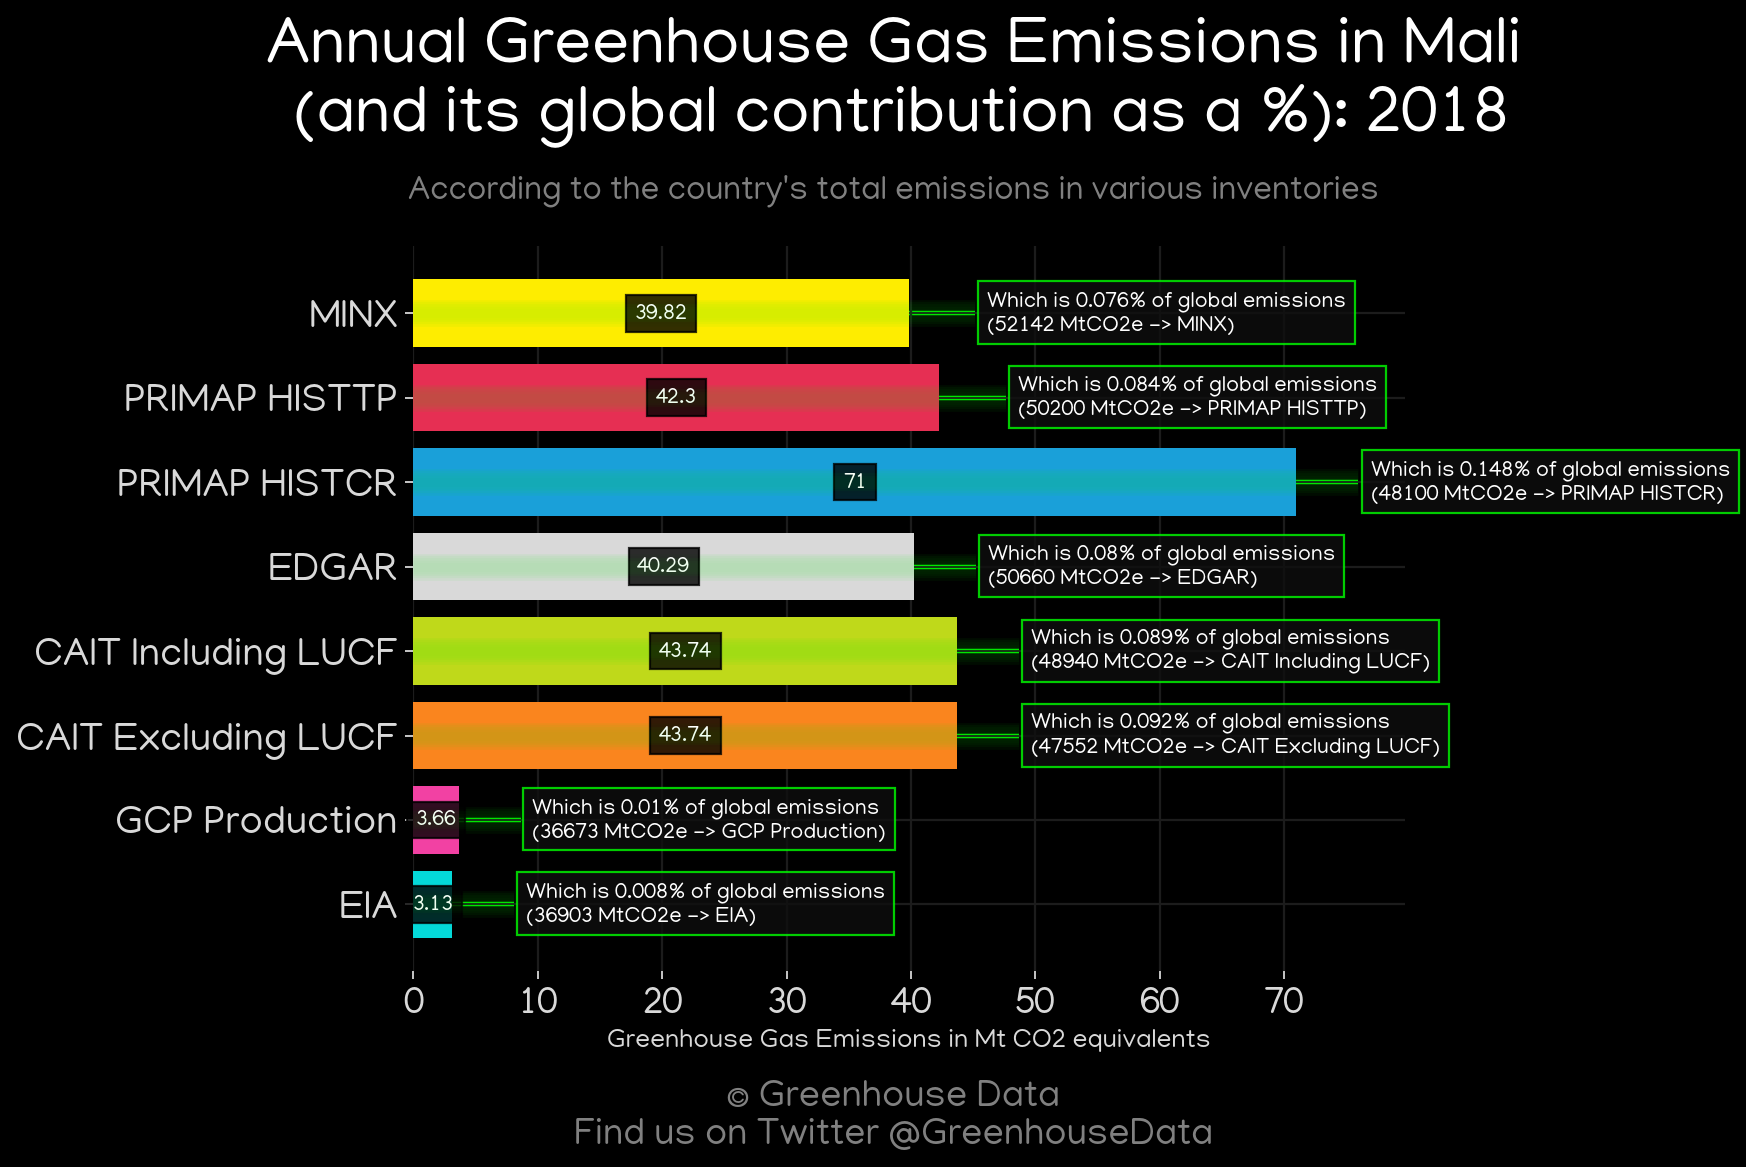 Annual Greenhouse Gas Emissions in Mali
(and its global contribution as a %): 2018
According to the country's total emissions in various inventories
MINX
39.82
Which is 0.076% of global emissions
(52142 MtCO2e -> MINX)
PRIMAP HISTTP
42.3
Which is 0.084% of global emissions
(50200 MtCO2e -> PRIMAP HISTTP)
PRIMAP HISTCR
71
Which is 0.148% of global emissions
(48100 MtCO2e -> PRIMAP HISTCR)
EDGAR
40.29
Which is 0.08% of global emissions
(50660 MtCO2e -> EDGAR)
CAIT Including LUCF
43.74
Which is 0.089% of global emissions
(48940 MtCO2e -> CAIT Including LUCF)
CAIT Excluding LUCF
43.74
Which is 0.092% of global emissions
(47552 MtCO2e -> CAIT Excluding LUCF)
GCP Production
3.66
Which is 0.01% of global emissions
(36673 MtCO2e -> GCP Production)
EIA
3.13
Which is 0.008% of global emissions
(36903 MtCO2e -> EIA)
0 10 20 30 40 50 60 70
Greenhouse Gas Emissions in Mt CO2 equivalents
© Greenhouse Data
Find us on Twitter @GreenhouseData